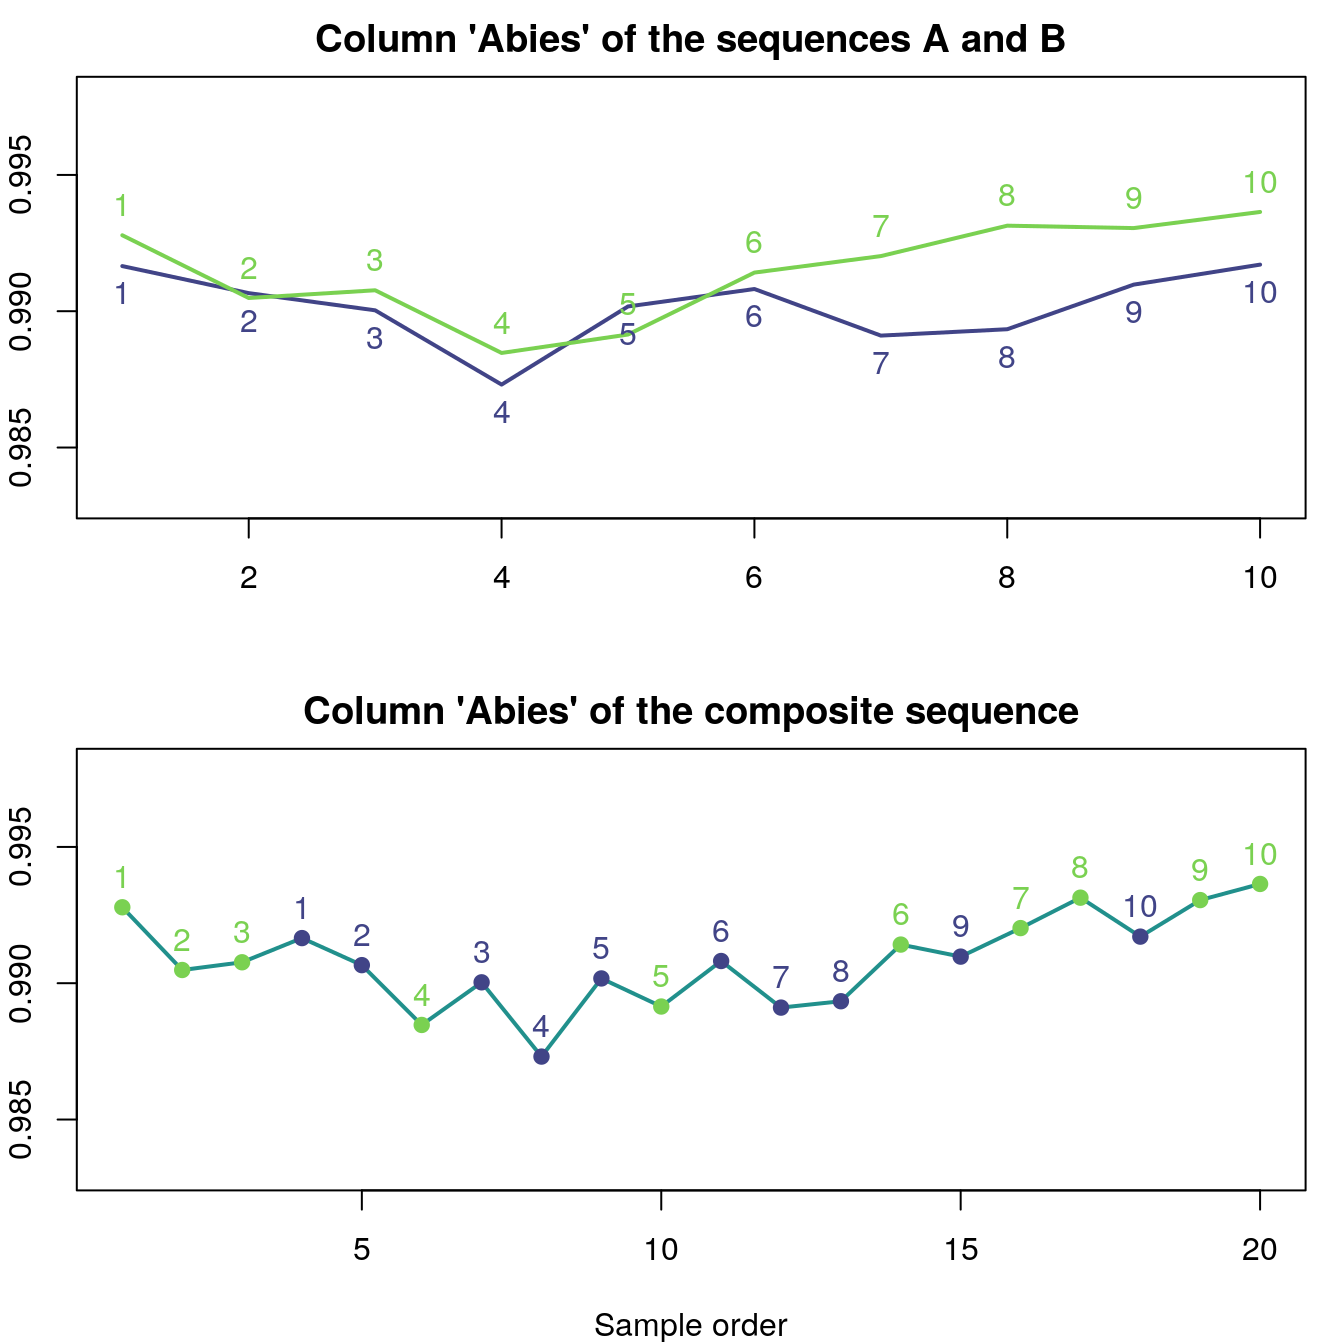 Column 'Abies' of the sequences A and B
0.995
0.990
0.985
1 2 3 4 5 6 7 8 9 10
1 2 3 4 5 6 7 8 9 10
2 4 6 8 10
Column 'Abies' of the composite sequence
0.995
0.990
0.985
1 2 3 1 2 4 3 4 5 5 6 7 8 6 9 7 8 10 9 10
5 10 15 20
Sample order